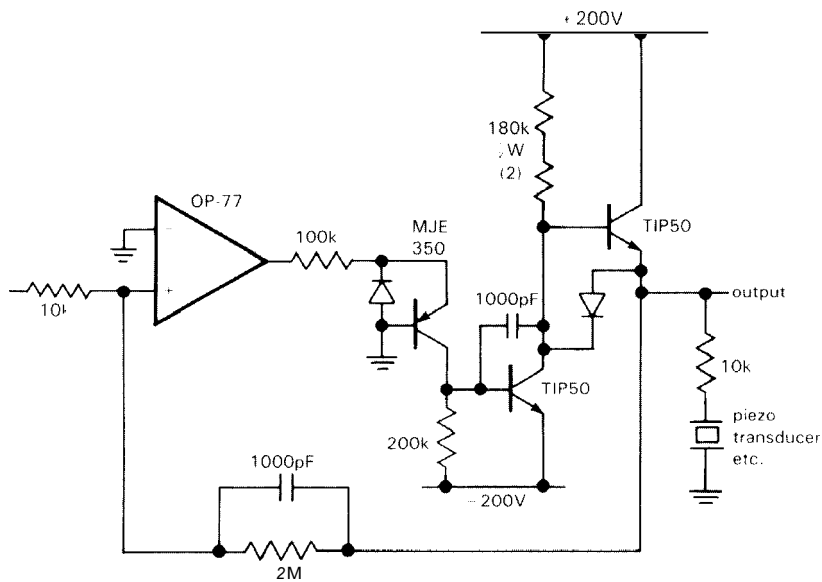 +200V
180k
W
(2)
OP-77
MJE
350
TIP50
100k
−
+
10k
1000pF
output
TIP50
10k
200k
piezo
transducer
etc.
1000pF
−200V
2M